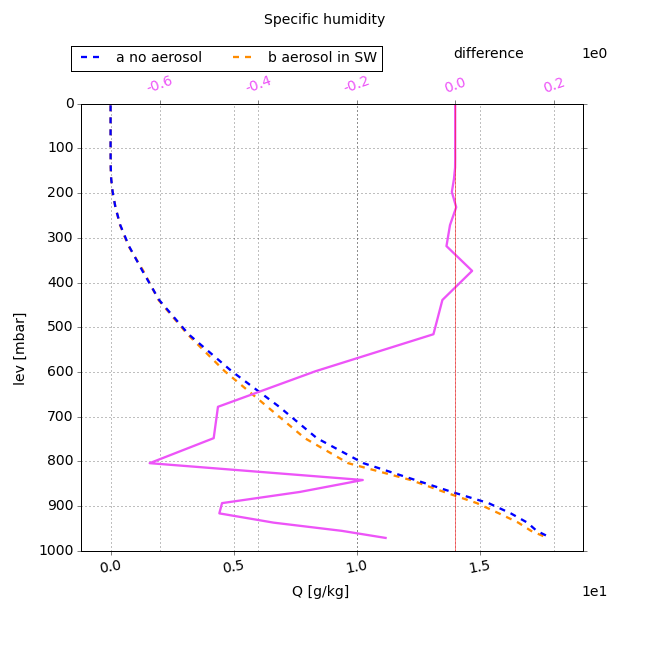 Specific humidity
a no aerosol b aerosol in SW difference 1e0
-0.6 -0.4 -0.2 0.0 0.2
0
100
200
300
400
500
600
700
800
900
1000
lev [mbar]
0.0 0.5 1.0 1.5
Q [g/kg] 1e1